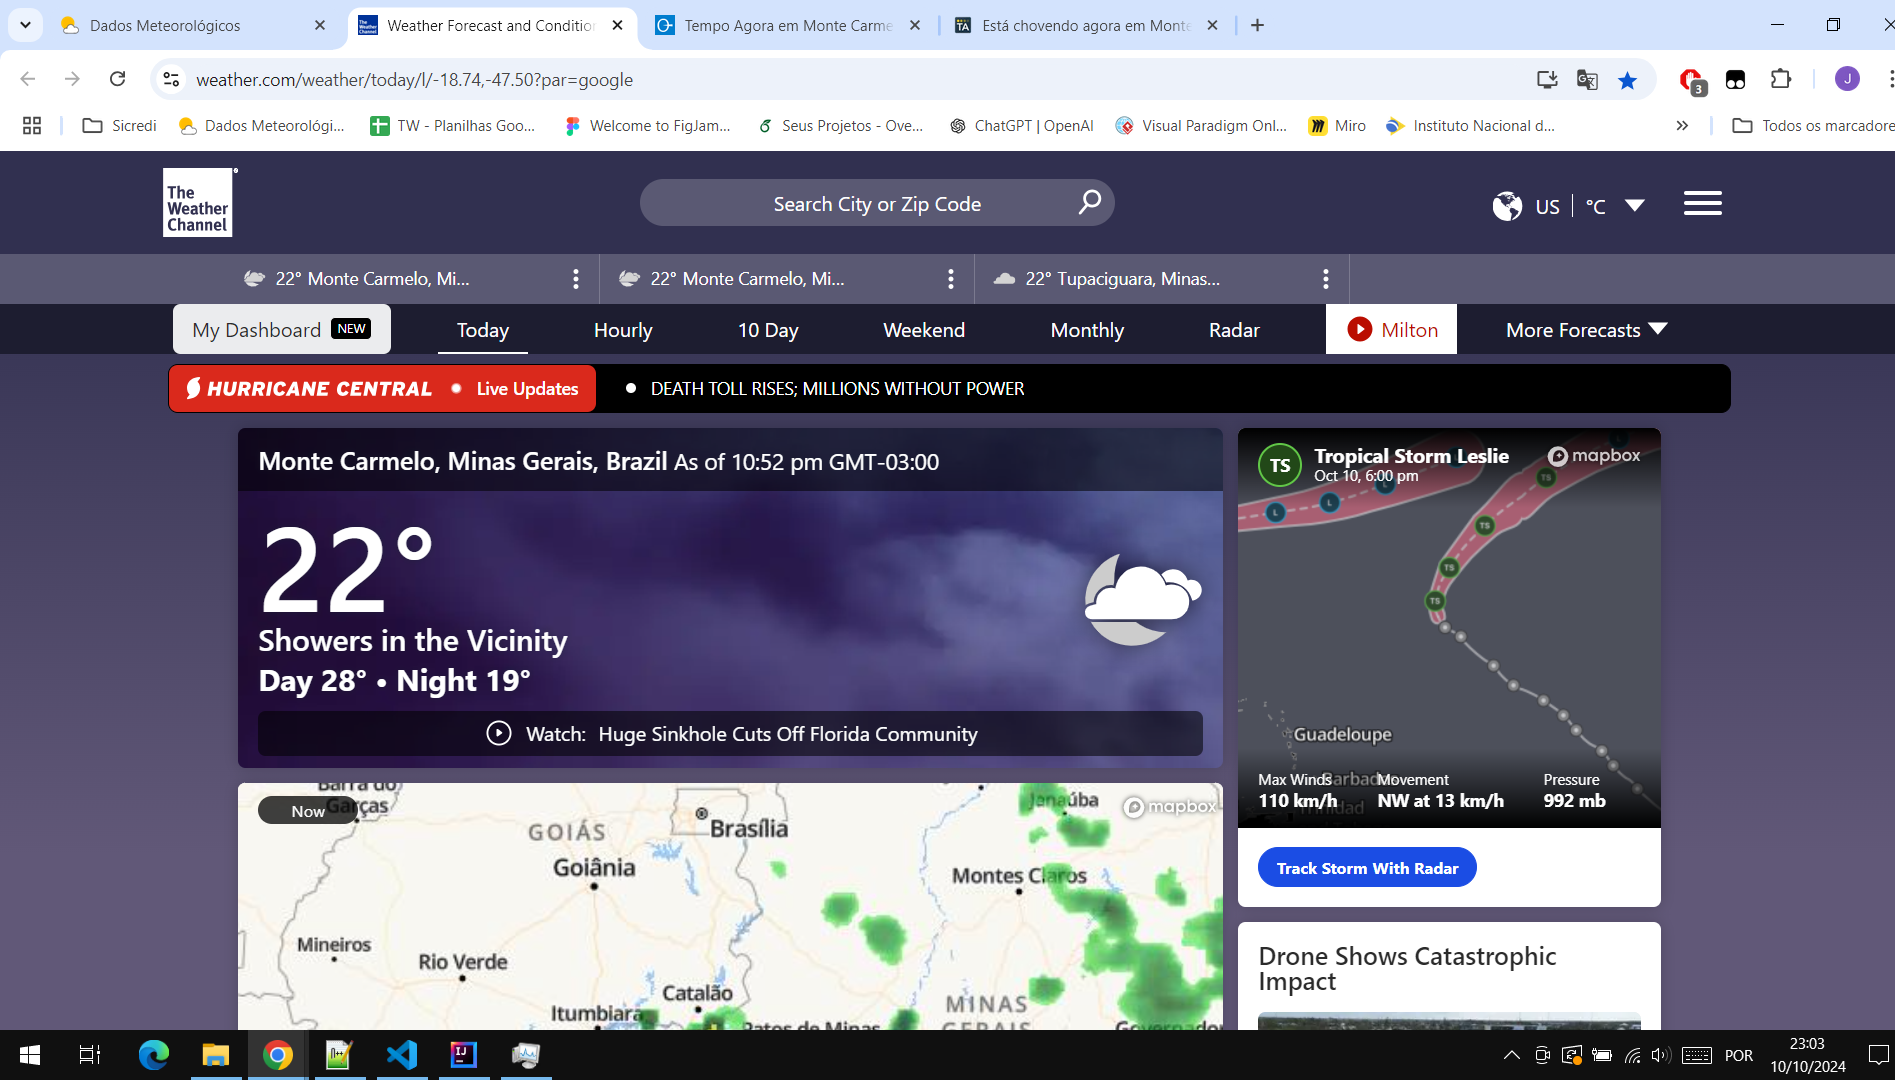 Dados Meteorológicos
Weather Forecast and Condition
Tempo Agora em Monte Carme
Está chovendo agora em Monte
weather.com/weather/today/l/-18.74,-47.50?par=google
3
J
Sicredi
Dados Meteorológi...
TW - Planilhas Goo...
Welcome to FigJam...
Seus Projetos - Ove...
ChatGPT | OpenAI
Visual Paradigm Onl...
Miro
Instituto Nacional d...
»
Todos os marcadore
The
Weather
Channel
Search City or Zip Code
US
°C
22° Monte Carmelo, Mi...
22° Monte Carmelo, Mi...
22° Tupaciguara, Minas...
My Dashboard NEW
Today
Hourly
10 Day
Weekend
Monthly
Radar
Milton
More Forecasts
HURRICANE CENTRAL • Live Updates
• DEATH TOLL RISES; MILLIONS WITHOUT POWER
Monte Carmelo, Minas Gerais, Brazil As of 10:52 pm GMT-03:00
22°
Showers in the Vicinity
Day 28° • Night 19°
Watch: Huge Sinkhole Cuts Off Florida Community
TS
Tropical Storm Leslie
Oct 10, 6:00 pm
mapbox
L
L
L
TS
TS
TS
TS
Guadeloupe
Barbados
Trinidad
Max Winds
110 km/h
Movement
NW at 13 km/h
Pressure
992 mb
Track Storm With Radar
Now
Barra do
Garças
GOIÁS
Brasília
Goiânia
Janaúba
mapbox
Montes Claros
Mineiros
Rio Verde
Catalão
Itumbiara
Patos de Minas
MINAS
GERAIS
Governador
Drone Shows Catastrophic
Impact
POR
23:03
10/10/2024